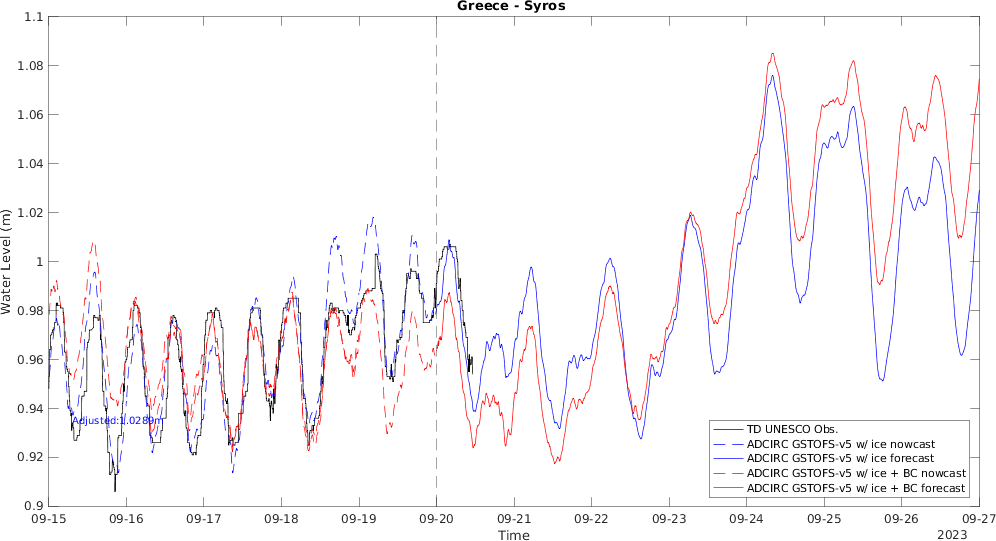 Greece - Syros
1.1
1.08
1.06
1.04
1.02
1
0.98
0.96
0.94
0.92
0.9
Water Level (m)
Adjusted:1.0289m
TD UNESCO Obs.
ADCIRC GSTOFS-v5 w/ ice nowcast
ADCIRC GSTOFS-v5 w/ ice forecast
ADCIRC GSTOFS-v5 w/ ice + BC nowcast
ADCIRC GSTOFS-v5 w/ ice + BC forecast
09-15 09-16 09-17 09-18 09-19 09-20 09-21 09-22 09-23 09-24 09-25 09-26 09-27
Time
2023